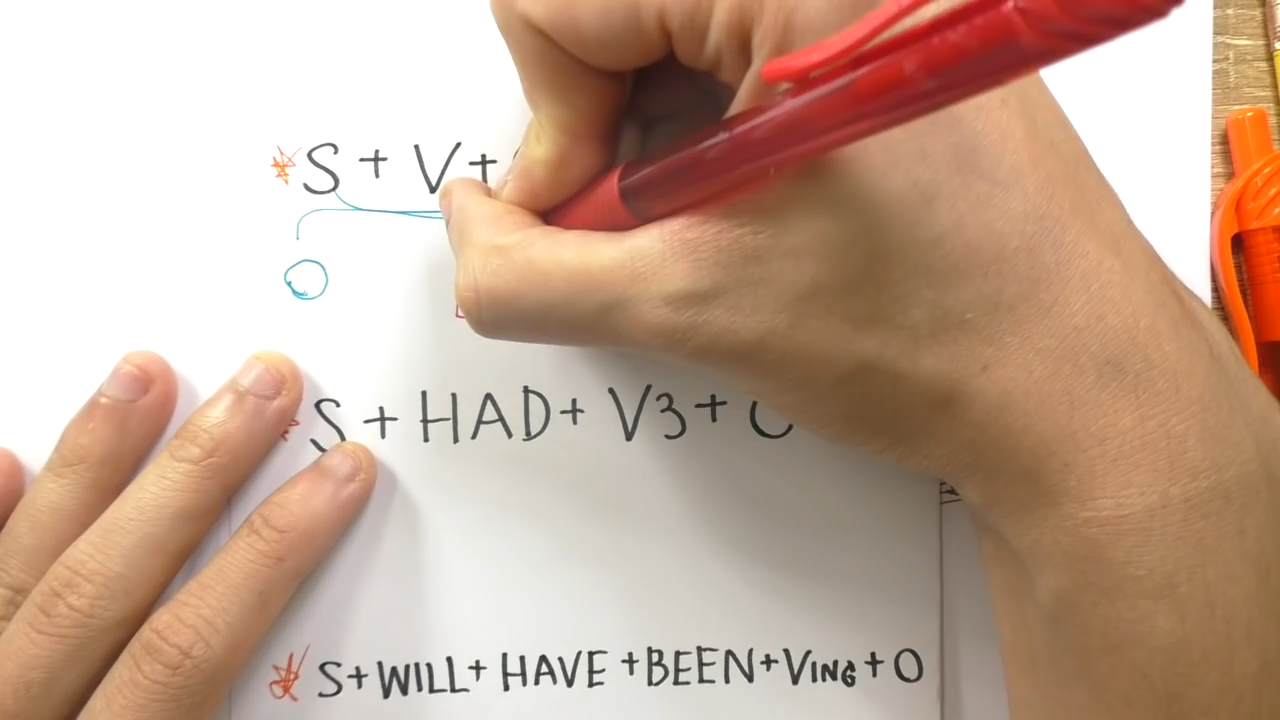 S + V +
S + HAD + V3 +
S + WILL + HAVE + BEEN + VING + O